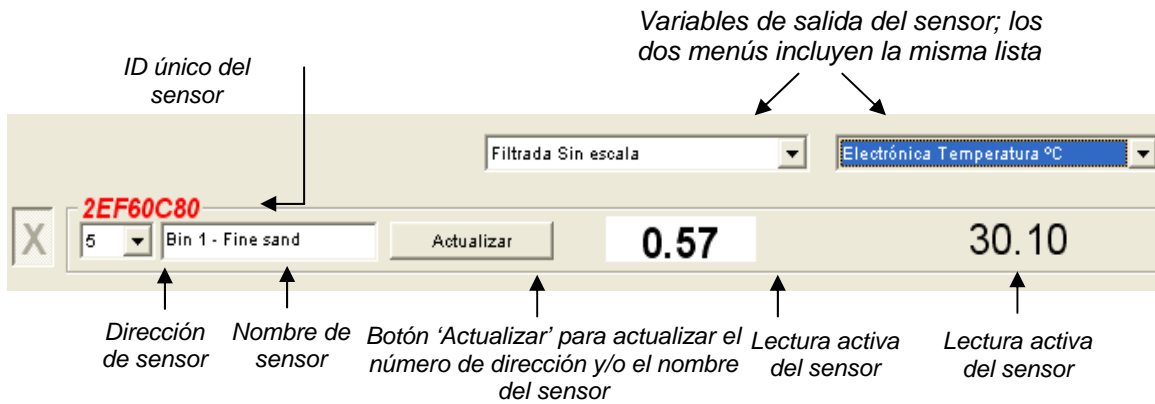 Variables de salida del sensor; los
dos menús incluyen la misma lista
ID único del
sensor
Filtrada Sin escala
Electrónica Temperatura ºC
2EF60C80
X
5
Bin 1 - Fine sand
Actualizar
0.57
30.10
Dirección
de sensor
Nombre de
sensor
Botón ‘Actualizar’ para actualizar el
número de dirección y/o el nombre
del sensor
Lectura activa
del sensor
Lectura activa
del sensor